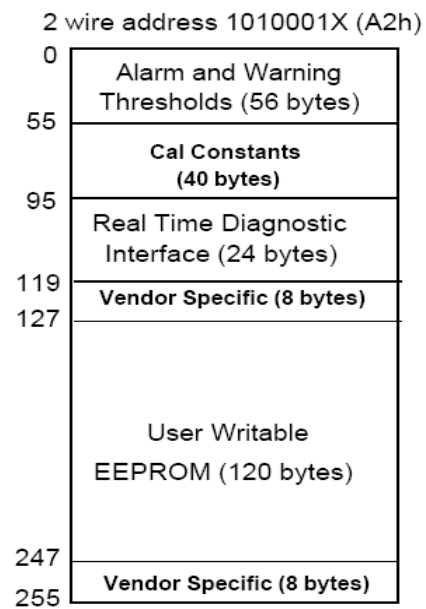 2 wire address 1010001X (A2h)
0
Alarm and Warning
Thresholds (56 bytes)
55
Cal Constants
(40 bytes)
95
Real Time Diagnostic
Interface (24 bytes)
119
Vendor Specific (8 bytes)
127
User Writable
EEPROM (120 bytes)
247
Vendor Specific (8 bytes)
255